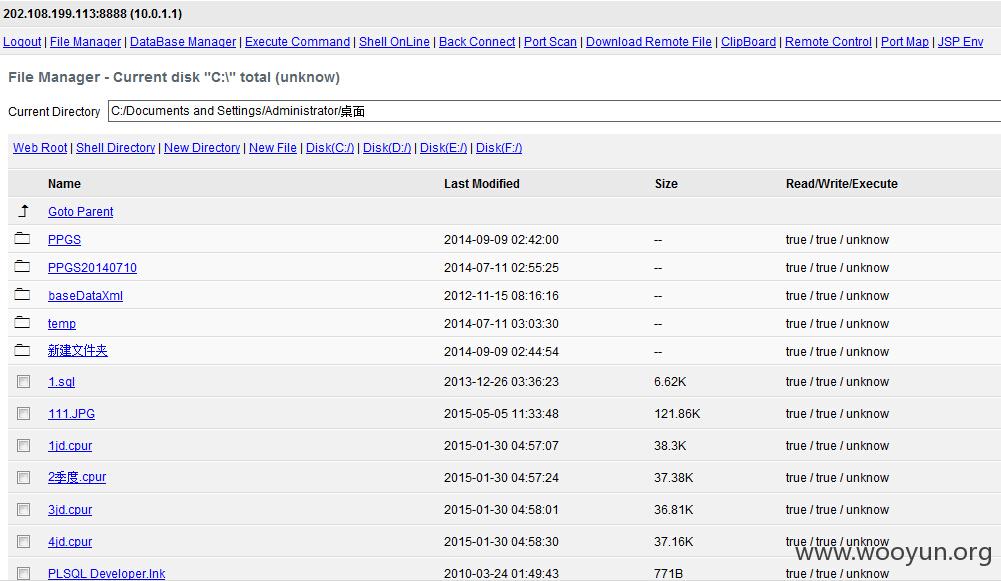 202.108.199.113:8888 (10.0.1.1)
Logout | File Manager | DataBase Manager | Execute Command | Shell OnLine | Back Connect | Port Scan | Download Remote File | ClipBoard | Remote Control | Port Map | JSP Env
File Manager - Current disk "C:\" total (unknow)
Current Directory C:/Documents and Settings/Administrator/桌面
Web Root | Shell Directory | New Directory | New File | Disk(C:/) | Disk(D:/) | Disk(E:/) | Disk(F:/)
Name Last Modified Size Read/Write/Execute
Goto Parent
PPGS 2014-09-09 02:42:00 -- true / true / unknow
PPGS20140710 2014-07-11 02:55:25 -- true / true / unknow
baseDataXml 2012-11-15 08:16:16 -- true / true / unknow
temp 2014-07-11 03:03:30 -- true / true / unknow
新建文件夹 2014-09-09 02:44:54 -- true / true / unknow
1.sql 2013-12-26 03:36:23 6.62K true / true / unknow
111.JPG 2015-05-05 11:33:48 121.86K true / true / unknow
1jd.cpur 2015-01-30 04:57:07 38.3K true / true / unknow
2季度.cpur 2015-01-30 04:57:24 37.38K true / true / unknow
3jd.cpur 2015-01-30 04:58:01 36.81K true / true / unknow
4jd.cpur 2015-01-30 04:58:30 37.16K true / true / unknow
www.wooyun.org
PLSQL Developer.lnk 2010-03-24 01:49:43 771B true / true / unknow